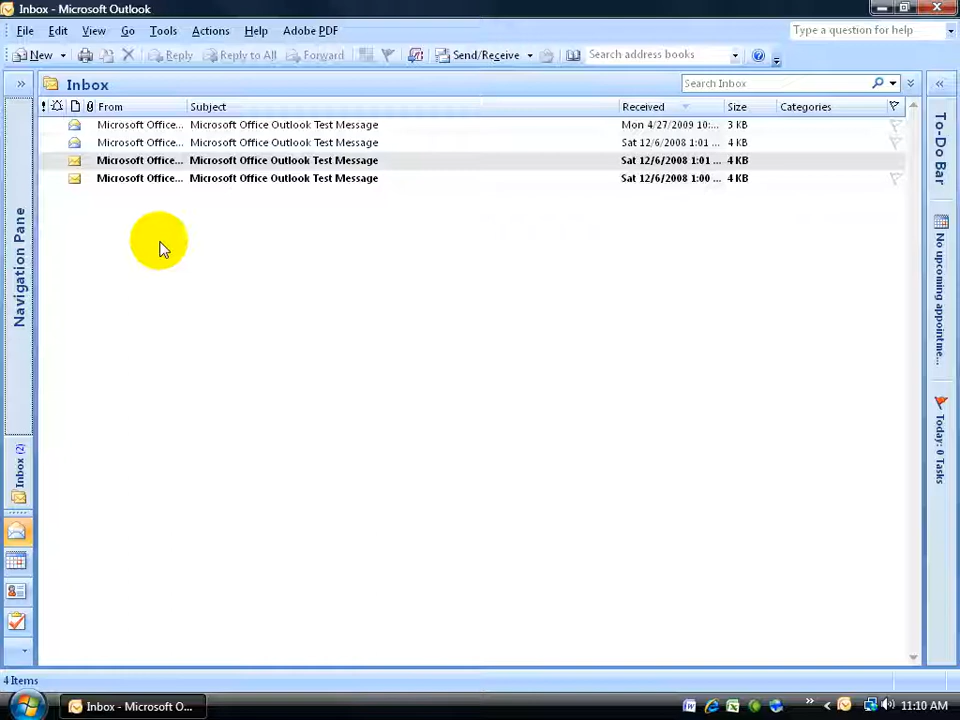 Inbox - Microsoft Outlook
File Edit View Go Tools Actions Help Adobe PDF Type a question for help
New Reply Reply to All Forward Send/Receive Search address books
» Inbox Search Inbox «
! From Subject Received Size Categories
Microsoft Office... Microsoft Office Outlook Test Message Mon 4/27/2009 10:... 3 KB
Microsoft Office... Microsoft Office Outlook Test Message Sat 12/6/2008 1:01 ... 4 KB
Microsoft Office... Microsoft Office Outlook Test Message Sat 12/6/2008 1:01 ... 4 KB
Microsoft Office... Microsoft Office Outlook Test Message Sat 12/6/2008 1:00 ... 4 KB
Navigation Pane
Inbox (2)
To-Do Bar
No upcoming appointme...
Today: 0 Tasks
4 Items
Inbox - Microsoft O... » 11:10 AM